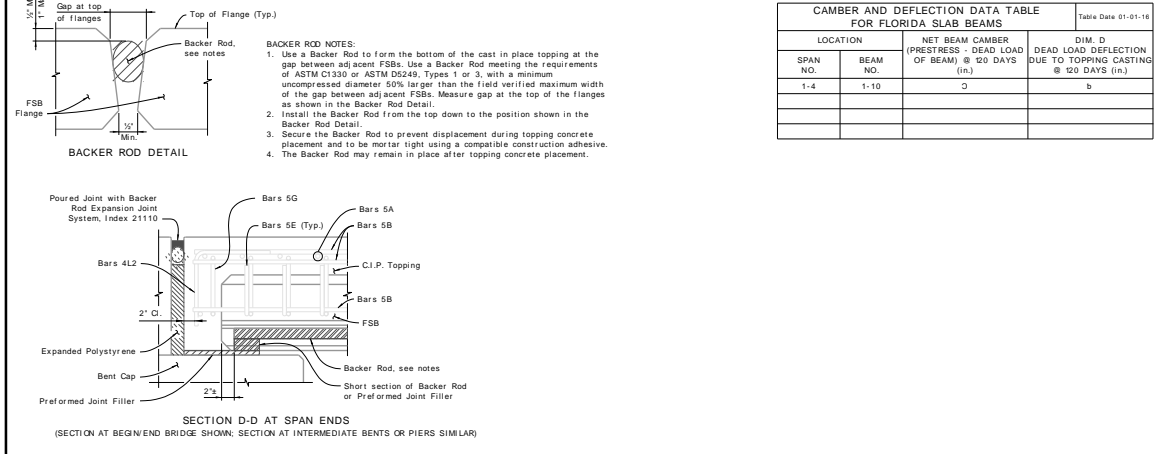 ½" M
1" M
Gap at top
of flanges
Top of Flange (Typ.)
Backer Rod,
see notes
FSB
Flange
½"
Min.
BACKER ROD DETAIL
BACKER ROD NOTES:
1. Use a Backer Rod to form the bottom of the cast in place topping at the
gap between adjacent FSBs. Use a Backer Rod meeting the requirements
of ASTM C1330 or ASTM D5249, Types 1 or 3, with a minimum
uncompressed diameter 50% larger than the field verified maximum width
of the gap between adjacent FSBs. Measure gap at the top of the flanges
as shown in the Backer Rod Detail.
2. Install the Backer Rod from the top down to the position shown in the
Backer Rod Detail.
3. Secure the Backer Rod to prevent displacement during topping concrete
placement and to be mortar tight using a compatible construction adhesive.
4. The Backer Rod may remain in place after topping concrete placement.
CAMBER AND DEFLECTION DATA TABLE
FOR FLORIDA SLAB BEAMS
Table Date 01-01-16
LOCATION
SPAN
NO.
BEAM
NO.
NET BEAM CAMBER
(PRESTRESS - DEAD LOAD
OF BEAM) @ 120 DAYS
(in.)
DIM. D
DEAD LOAD DEFLECTION
DUE TO TOPPING CASTING
@ 120 DAYS (in.)
1-4
1-10
b
Poured Joint with Backer
Rod Expansion Joint
System, Index 21110
Bars 5G
Bars 5A
Bars 5E (Typ.)
Bars 5B
Bars 4L2
C.I.P. Topping
Bars 5B
2" Cl.
FSB
Expanded Polystyrene
Bent Cap
Backer Rod, see notes
2"±
Short section of Backer Rod
or Preformed Joint Filler
Preformed Joint Filler
SECTION D-D AT SPAN ENDS
(SECTION AT BEGIN/END BRIDGE SHOWN; SECTION AT INTERMEDIATE BENTS OR PIERS SIMILAR)